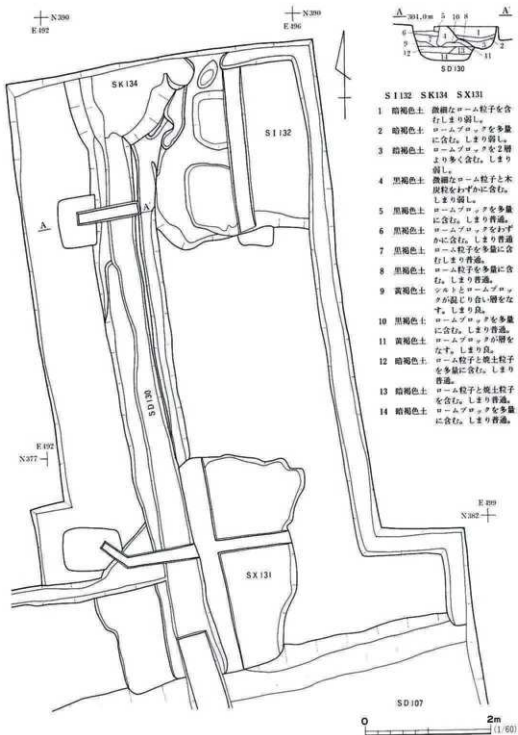 N390
E492
N390
E496
SK134
SI132
A
A'
SD130
E492
N377
SX131
E499
N382
SD107
0
2m
(1/60)
A
304,0m
5 10 8
A'
6
9
12
4
1
3
2
11
14
13
SD130
SI132 SK134 SX131
1 暗褐色土 微細なローム粒子を含
むしまり弱し。
2 暗褐色土 ロームブロックを多量
に含む。しまり弱し。
3 暗褐色土 ロームブロックを2層
より多く含む。しまり
弱し。
4 黒褐色土 微細なローム粒子と木
炭粒をわずかに含む。
しまり弱し。
5 黒褐色土 ロームブロックを多量
に含む。しまり普通。
6 黒褐色土 ロームブロックをわず
かに含む。しまり普通
7 黒褐色土 ローム粒子を多量に含
むしまり普通。
8 黒褐色土 ローム粒子を多量に含
む。しまり普通。
9 黄褐色土 シルトとロームブロッ
クが混じり合い層をな
す。しまり良。
10 黒褐色土 ロームブロックを多量
に含む。しまり普通。
11 黄褐色土 ロームブロックが層を
なす。しまり良。
12 暗褐色土 ローム粒子と焼土粒子
を多量に含む。しまり
普通。
13 暗褐色土 ローム粒子と焼土粒子
を含む。しまり普通。
14 暗褐色土 ロームブロックを多量
に含む。しまり普通。